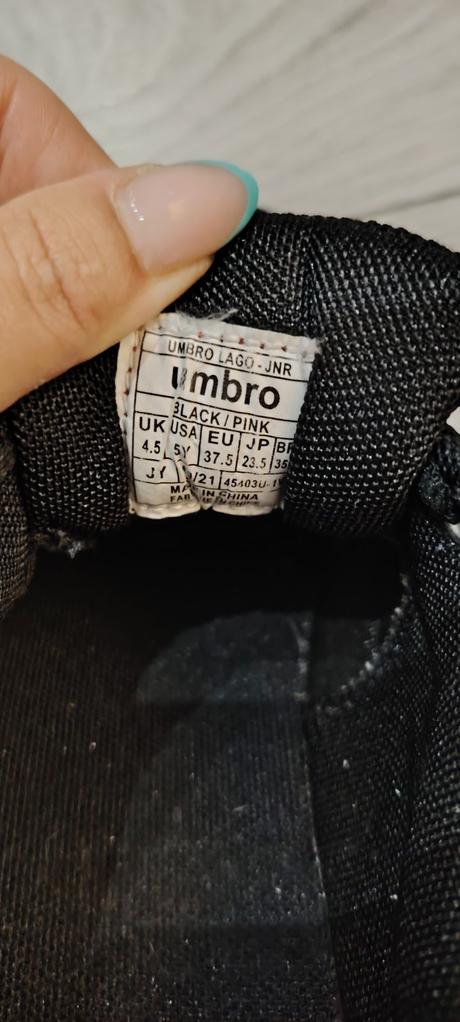 UMBRO LAGO - JNR
umbro
BLACK / PINK
UK USA EU JP
4.5 5Y 37.5 23.5
JY /21
MADE IN CHINA